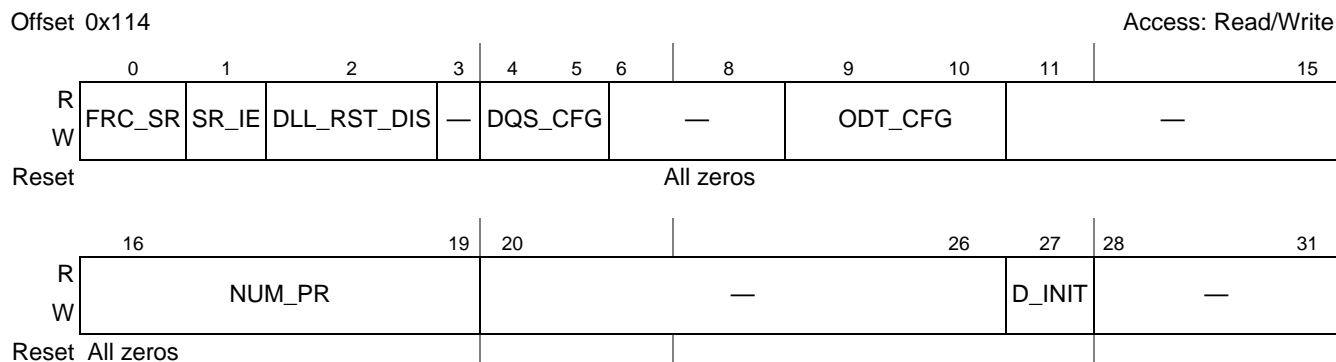 Offset 0x114 Access: Read/Write
0 1 2 3 4 5 6 8 9 10 11 15
R
W
FRC_SR SR_IE DLL_RST_DIS — DQS_CFG — ODT_CFG —
Reset All zeros
16 19 20 26 27 28 31
R
W
NUM_PR — D_INIT —
Reset All zeros